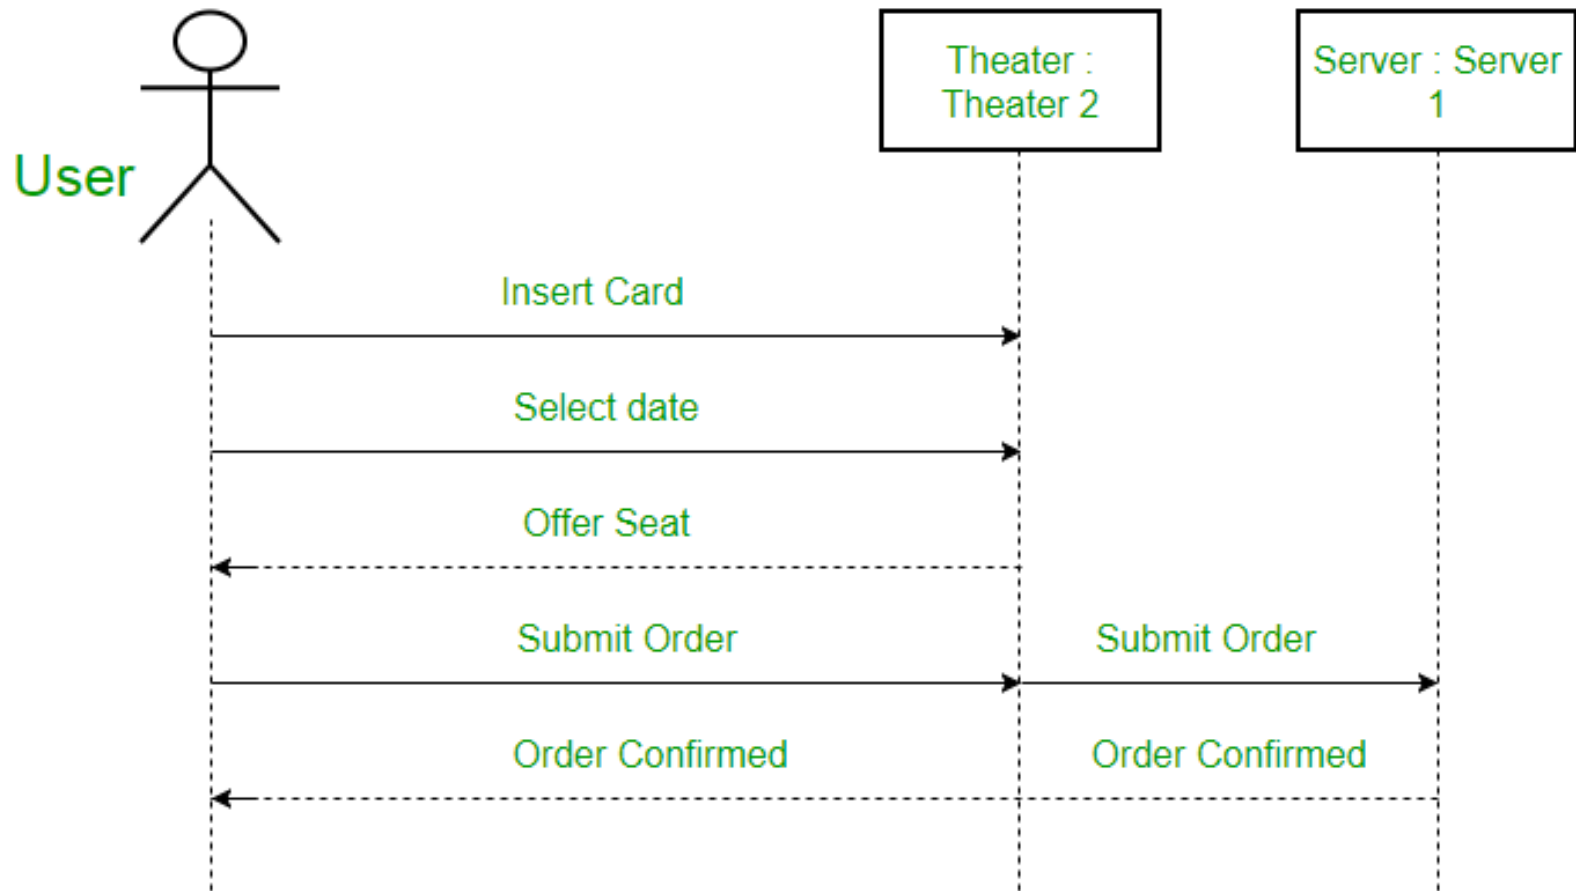 Theater :
Theater 2
Server : Server
1
User
Insert Card
Select date
Offer Seat
Submit Order
Submit Order
Order Confirmed
Order Confirmed